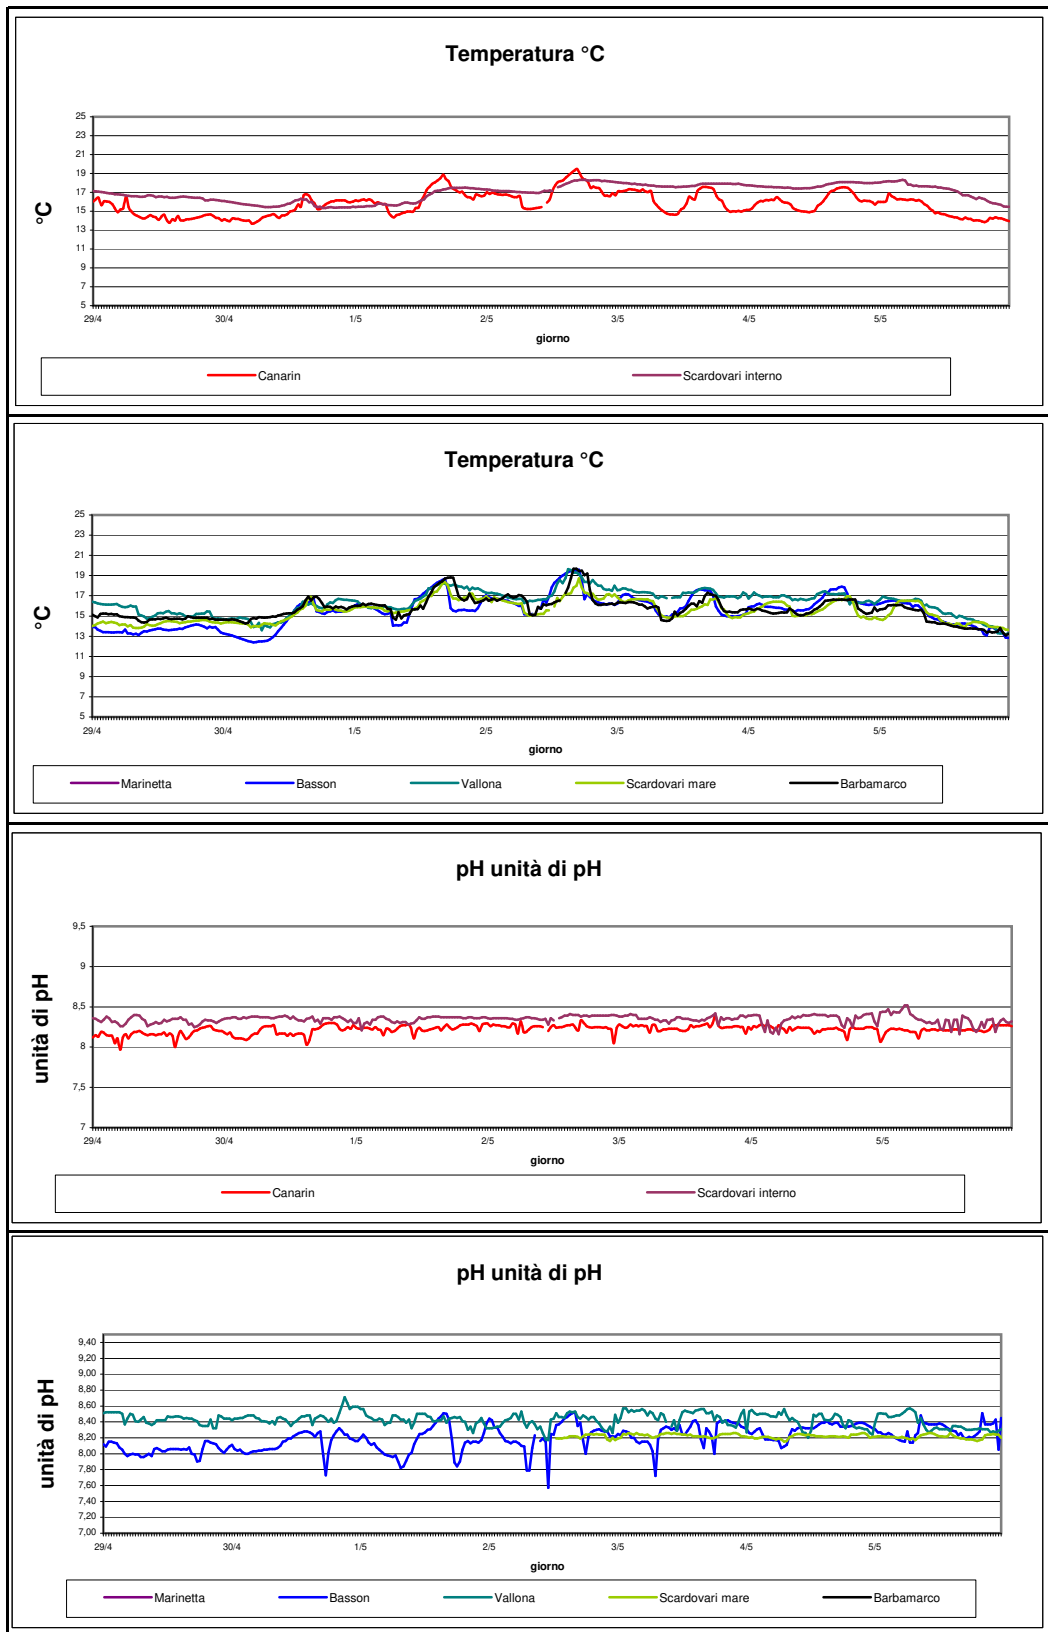 Temperatura °C
25
23
21
19
17
15
13
11
9
7
5
°C
29/4 30/4 1/5 2/5 3/5 4/5 5/5
giorno
Canarin Scardovari interno
Temperatura °C
25
23
21
19
17
15
13
11
9
7
5
°C
29/4 30/4 1/5 2/5 3/5 4/5 5/5
giorno
Marinetta Basson Vallona Scardovari mare Barbamarco
pH unità di pH
9,5
9
8,5
8
7,5
7
unità di pH
29/4 30/4 1/5 2/5 3/5 4/5 5/5
giorno
Canarin Scardovari interno
pH unità di pH
9,40
9,20
9,00
8,80
8,60
8,40
8,20
8,00
7,80
7,60
7,40
7,20
7,00
unità di pH
29/4 30/4 1/5 2/5 3/5 4/5 5/5
giorno
Marinetta Basson Vallona Scardovari mare Barbamarco